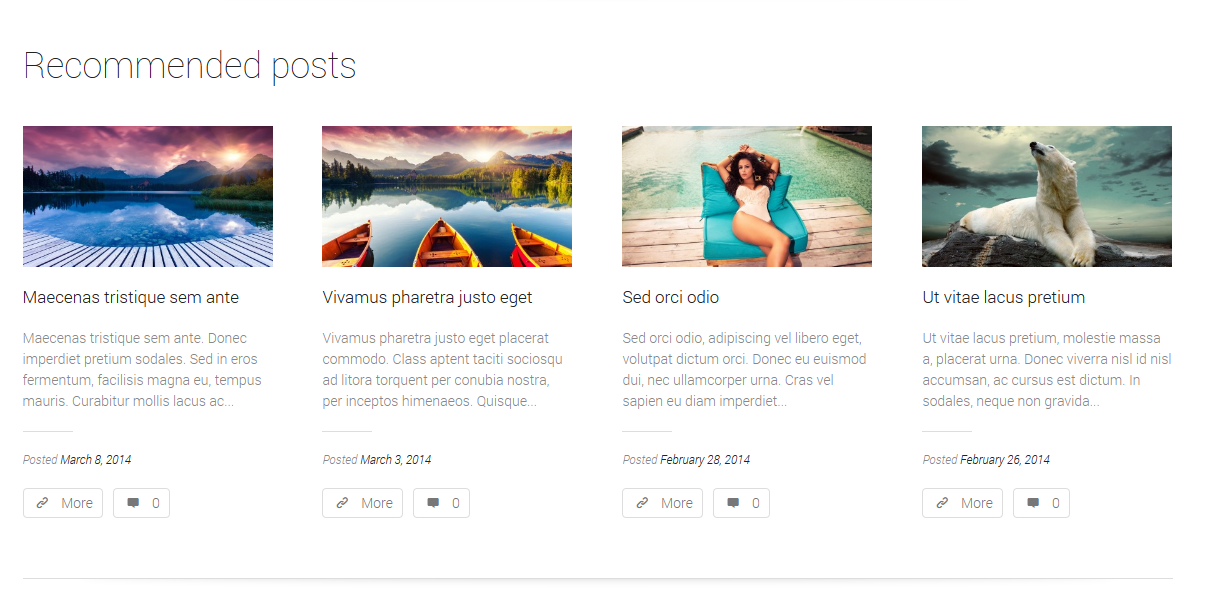 Recommended posts
Maecenas tristique sem ante
Maecenas tristique sem ante. Donec
imperdiet pretium sodales. Sed in eros
fermentum, facilisis magna eu, tempus
mauris. Curabitur mollis lacus ac...
Posted March 8, 2014
More 0
Vivamus pharetra justo eget
Vivamus pharetra justo eget placerat
commodo. Class aptent taciti sociosqu
ad litora torquent per conubia nostra,
per inceptos himenaeos. Quisque...
Posted March 3, 2014
More 0
Sed orci odio
Sed orci odio, adipiscing vel libero eget,
volutpat dictum orci. Donec eu euismod
dui, nec ullamcorper urna. Cras vel
sapien eu diam imperdiet...
Posted February 28, 2014
More 0
Ut vitae lacus pretium
Ut vitae lacus pretium, molestie massa
a, placerat urna. Donec viverra nisl id nisl
accumsan, ac cursus est dictum. In
sodales, neque non gravida...
Posted February 26, 2014
More 0